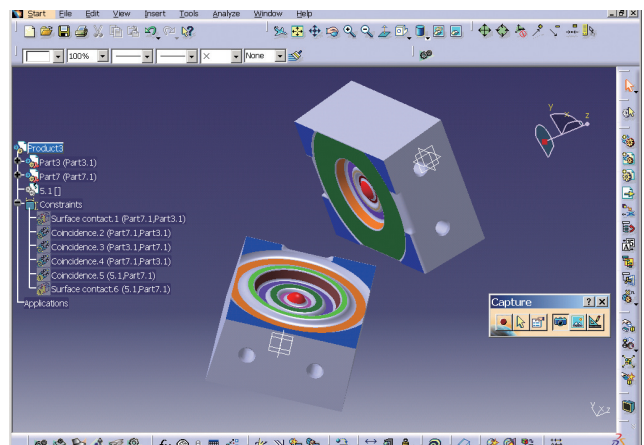 Start File Edit View Insert Tools Analyze Window Help
100% None
Product3
Part3 (Part3.1)
Part7 (Part7.1)
5.1 []
Constraints
Surface contact.1 (Part7.1,Part3.1)
Coincidence.2 (Part7.1,Part3.1)
Coincidence.3 (Part3.1,Part7.1)
Coincidence.4 (Part7.1,Part3.1)
Coincidence.5 (5.1,Part7.1)
Surface contact.6 (5.1,Part7.1)
Applications
y
x z
Capture
Y x z